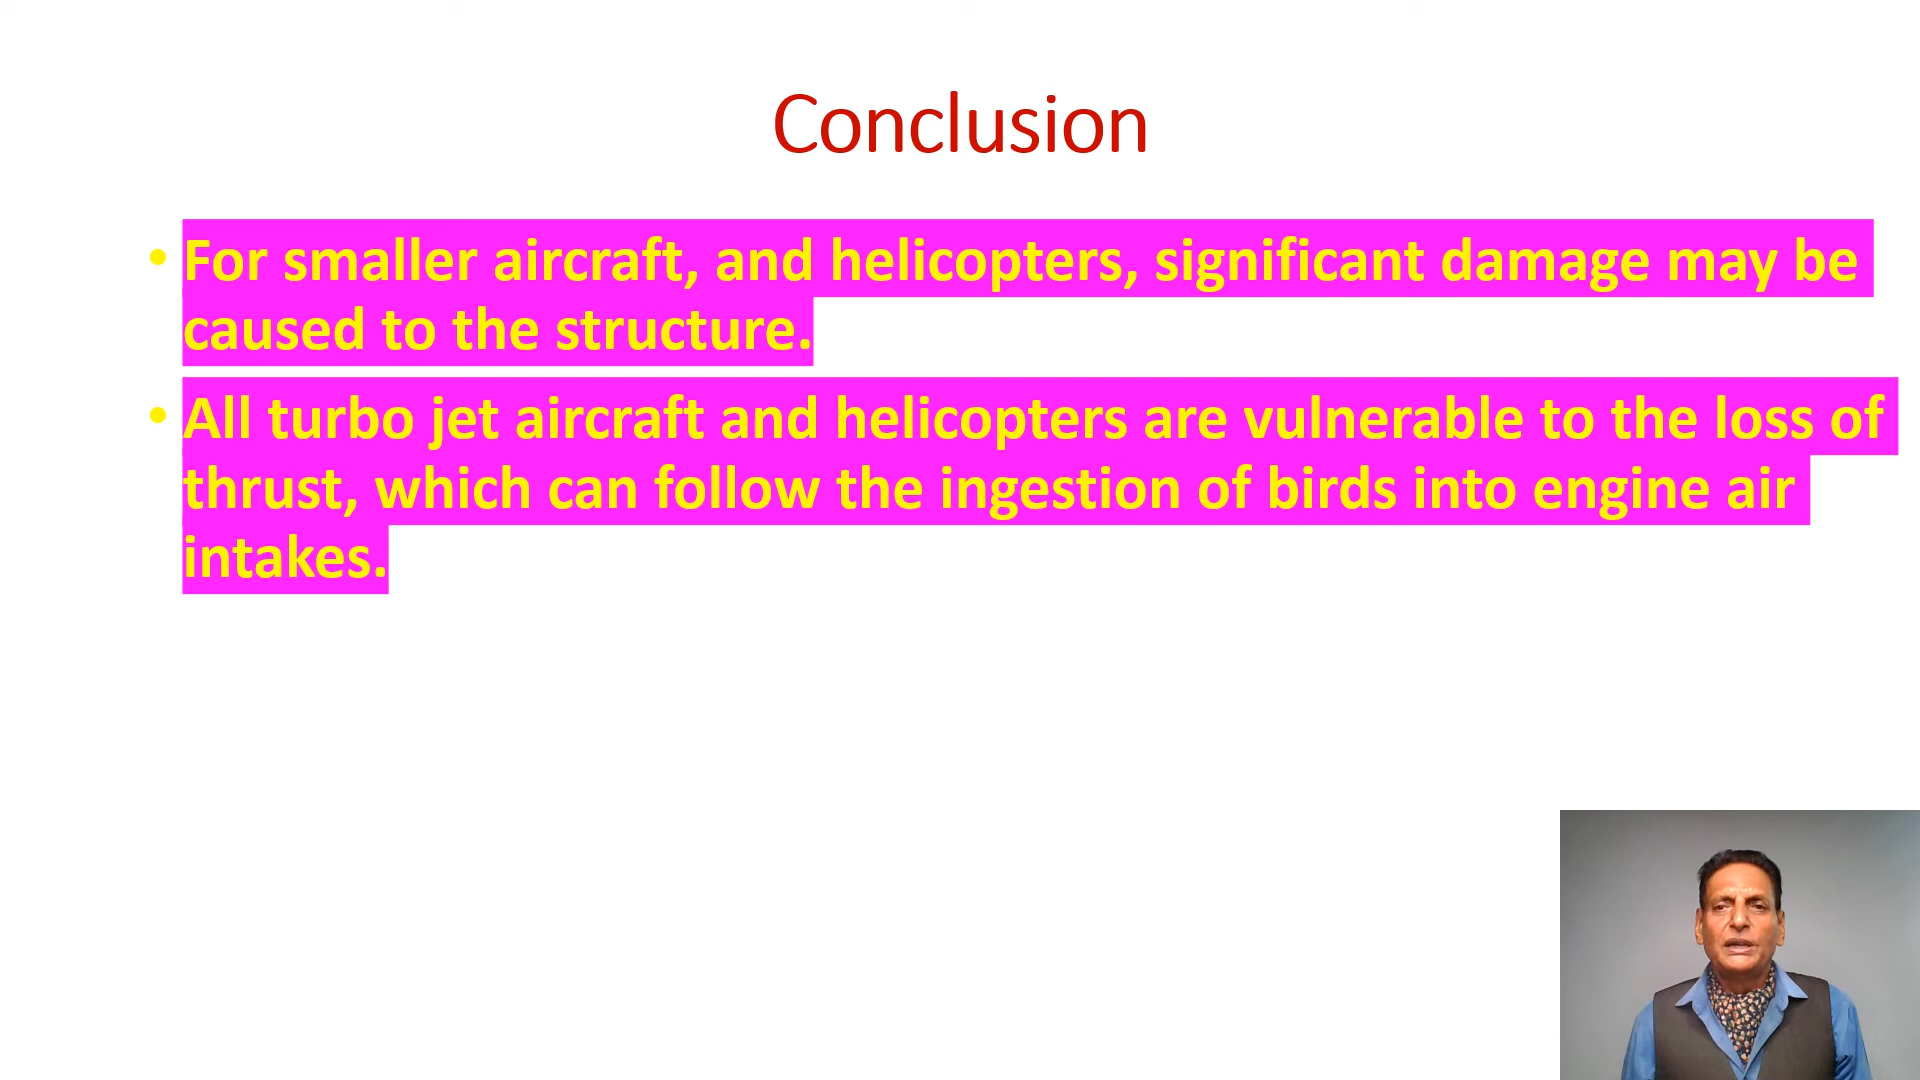 Conclusion
• For smaller aircraft, and helicopters, significant damage may be
caused to the structure.
• All turbo jet aircraft and helicopters are vulnerable to the loss of
thrust, which can follow the ingestion of birds into engine air
intakes.